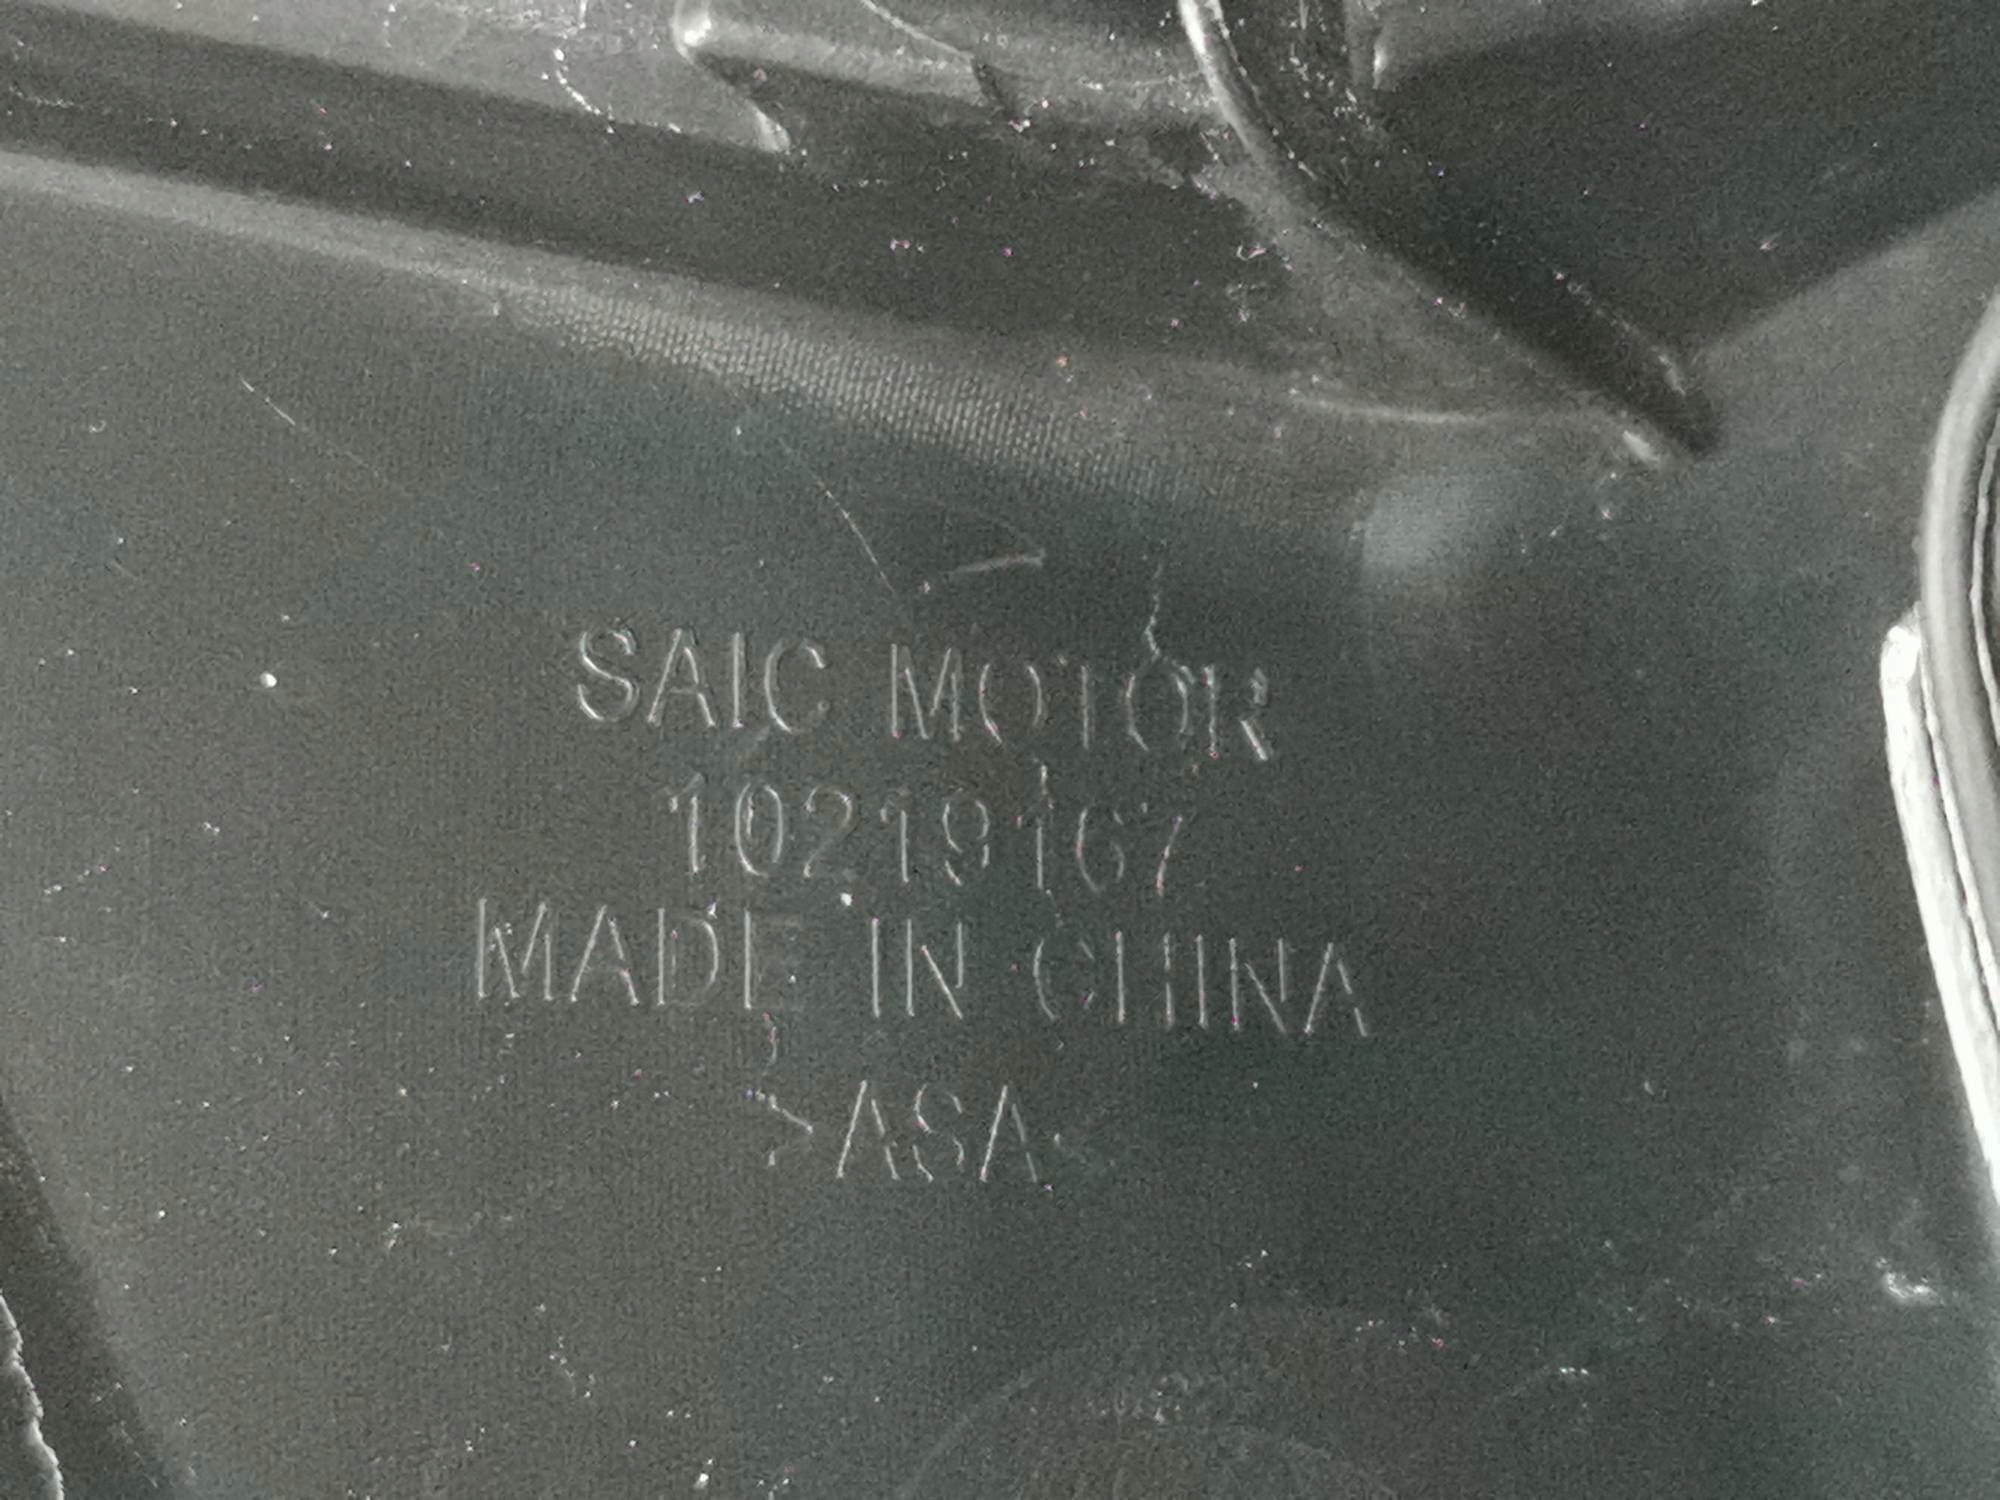 SAIC MOTOR
10219167
MADE IN CHINA
>ASA<